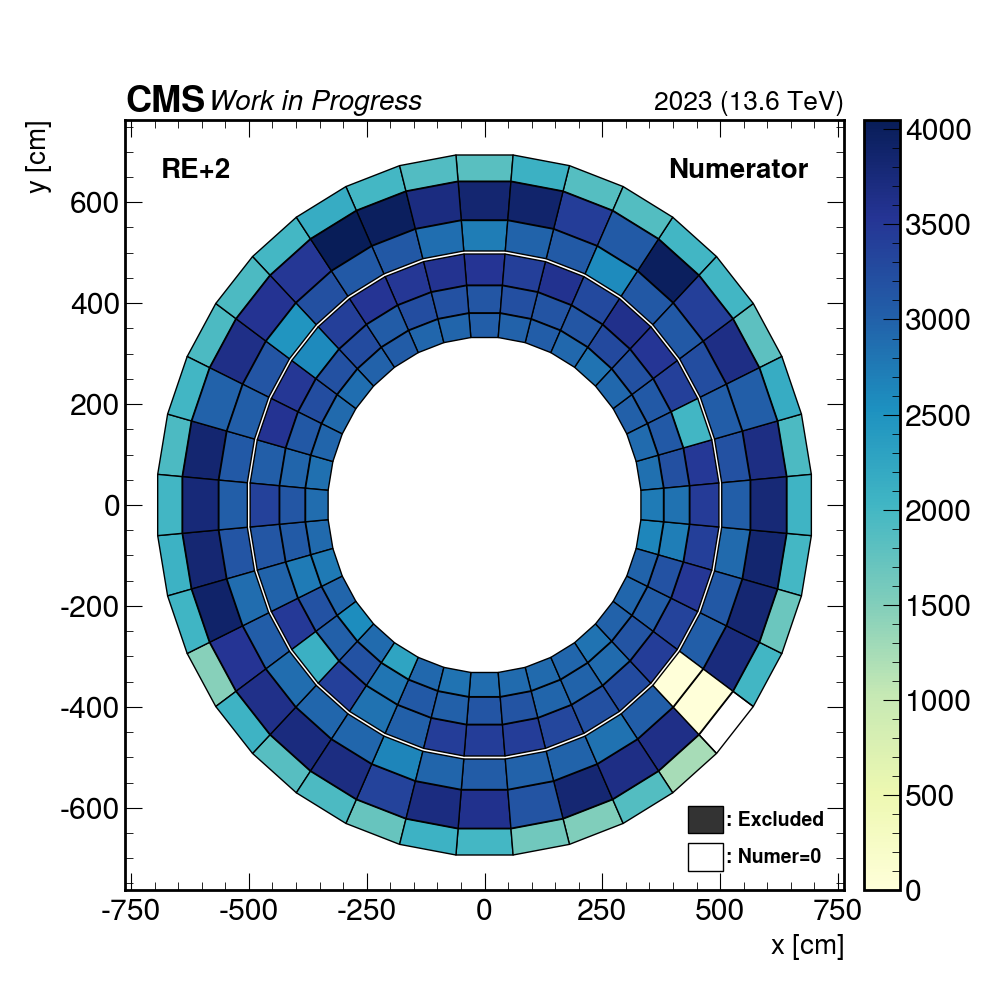 CMS Work in Progress 2023 (13.6 TeV)
y [cm]
RE+2 Numerator
600
400
200
0
-200
-400
-600
4000
3500
3000
2500
2000
1500
1000
500
0
: Excluded
: Numer=0
-750 -500 -250 0 250 500 750
x [cm]